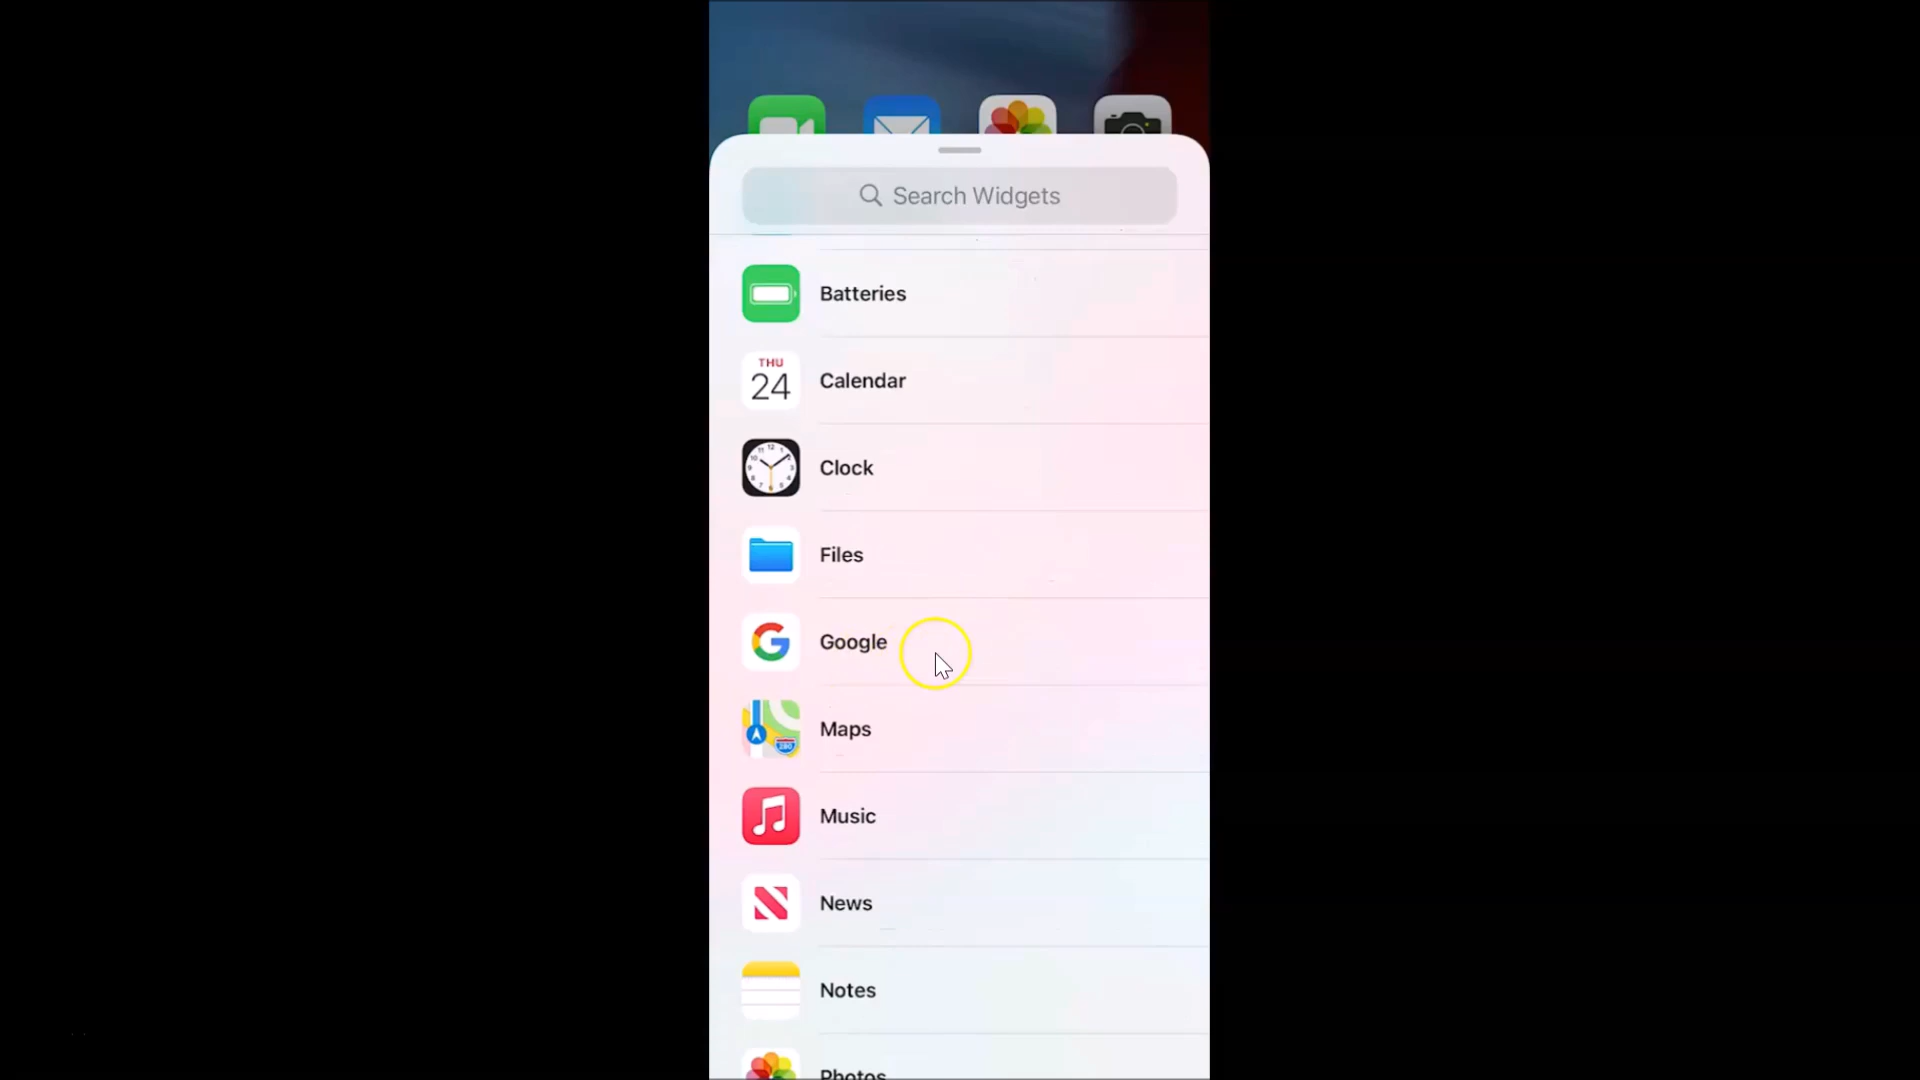 Search Widgets
Batteries
THU
24
Calendar
Clock
Files
Google
Maps
Music
News
Notes
Photos